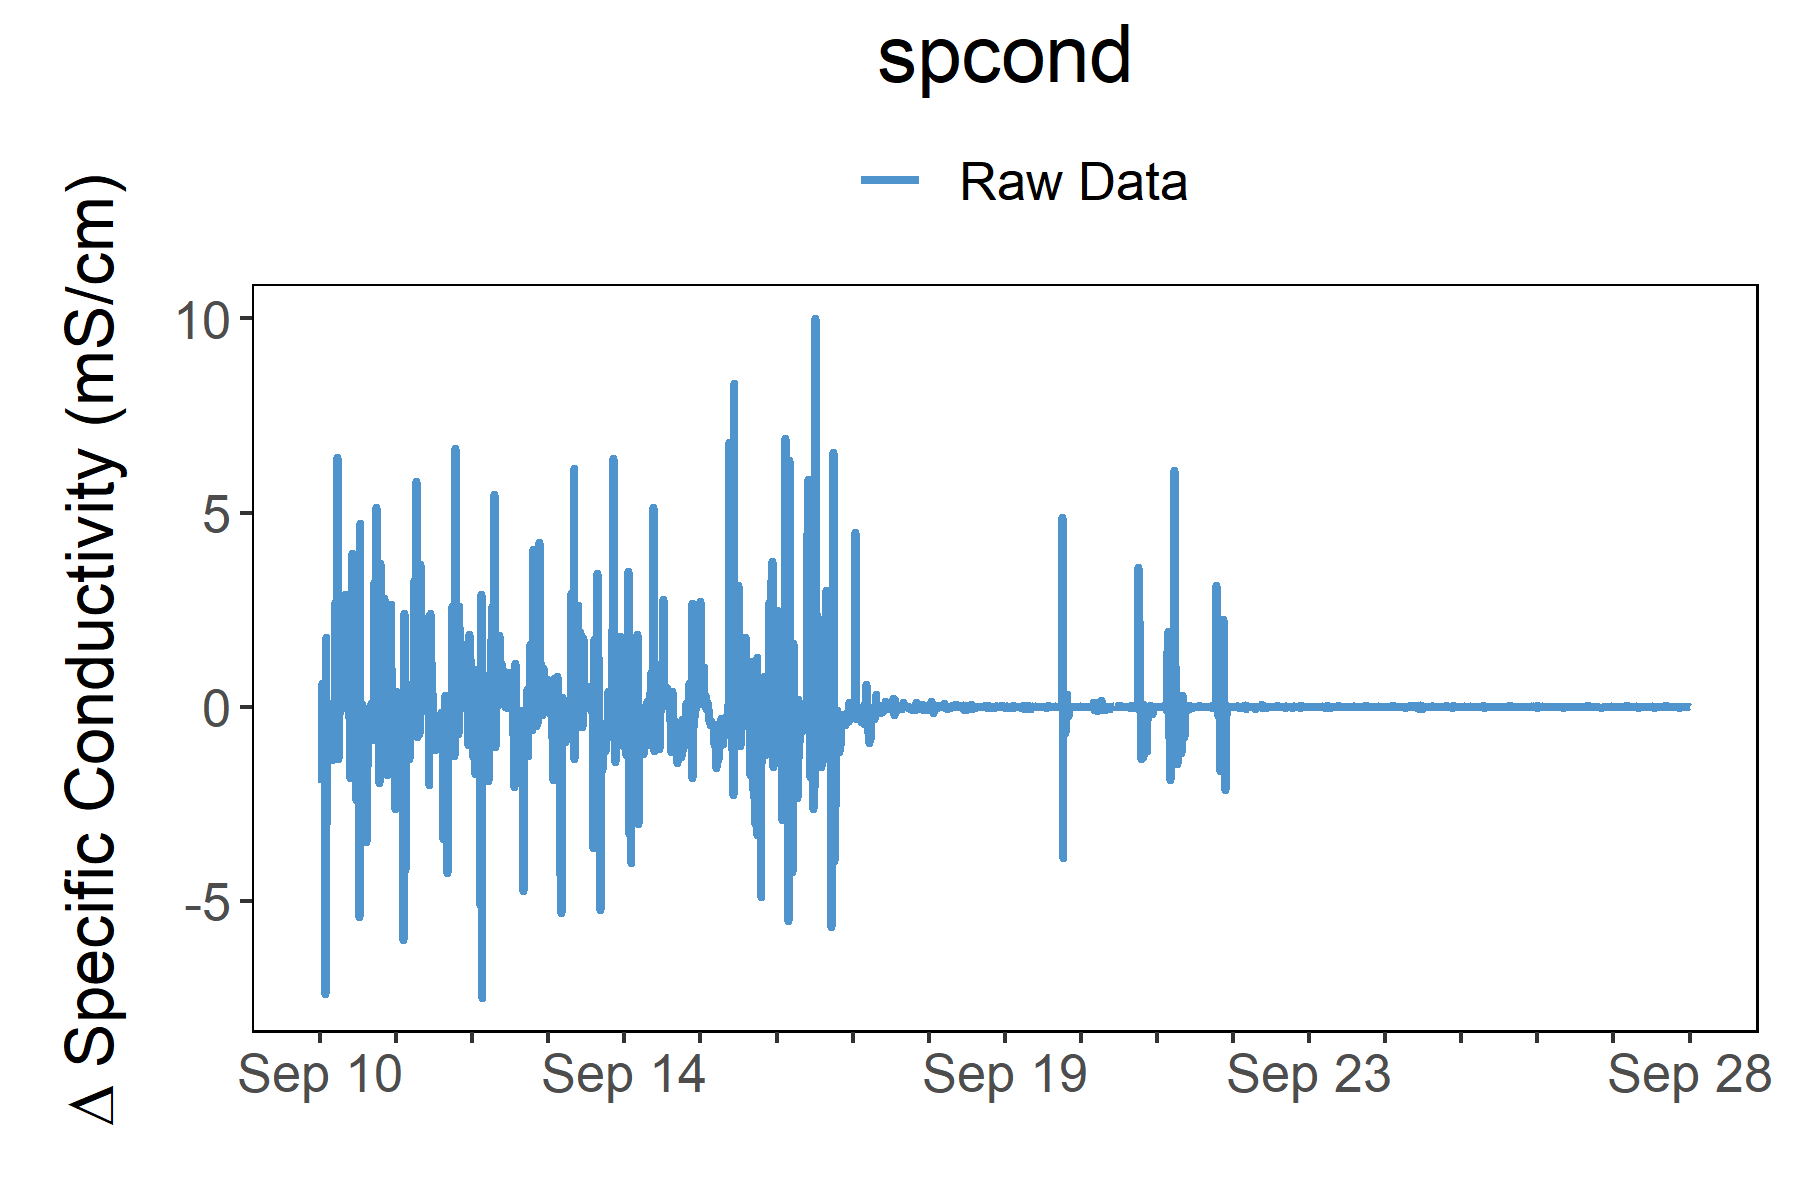 spcond
Raw Data
Δ Specific Conductivity (mS/cm)
10
5
0
-5
Sep 10 Sep 14 Sep 19 Sep 23 Sep 28